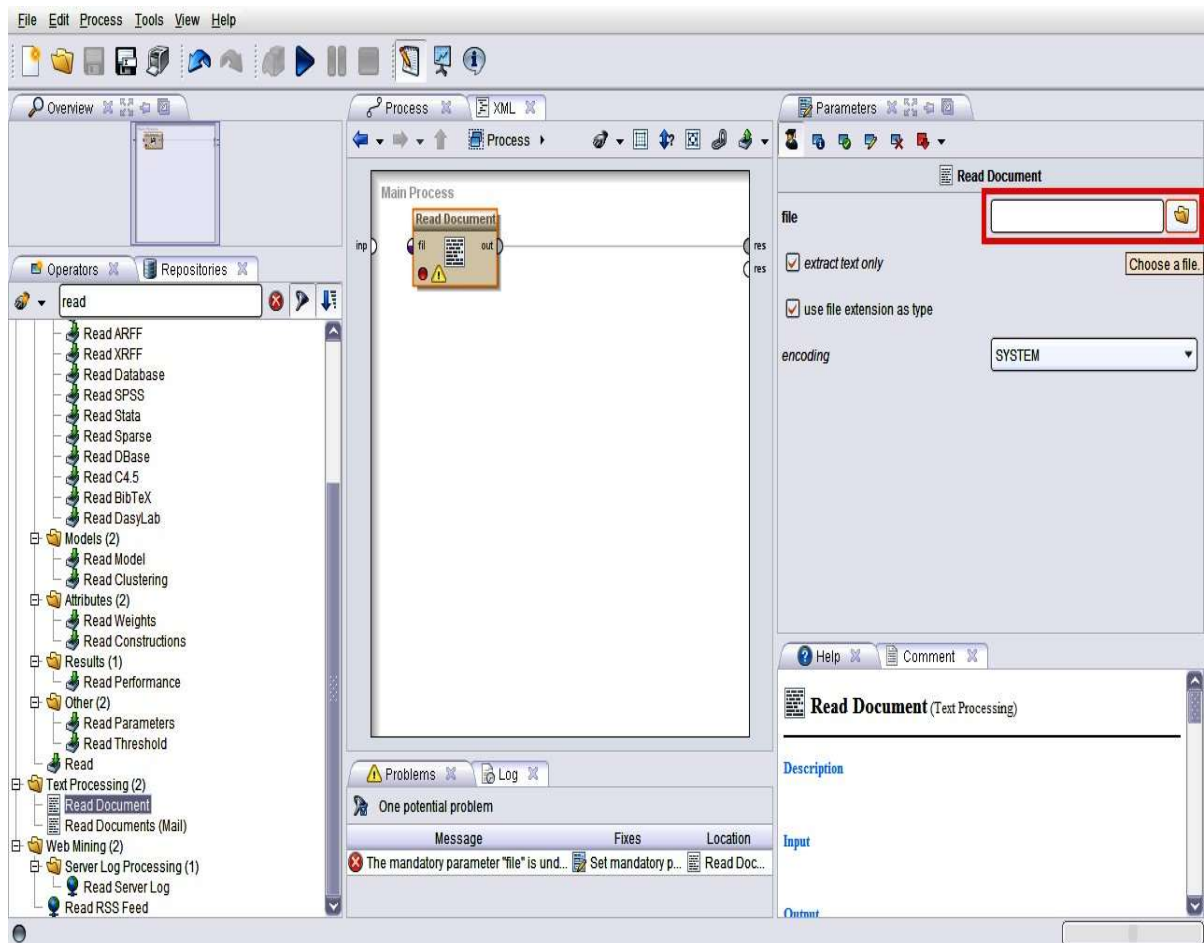 File Edit Process Tools View Help
Overview
Process
XML
Parameters
Process
Read Document
Main Process
Read Document
inp
fil
out
res
res
file
extract text only
Choose a file.
use file extension as type
encoding
SYSTEM
Operators
Repositories
read
Read ARFF
Read XRFF
Read Database
Read SPSS
Read Stata
Read Sparse
Read DBase
Read C4.5
Read BibTeX
Read DasyLab
Models (2)
Read Model
Read Clustering
Attributes (2)
Read Weights
Read Constructions
Results (1)
Read Performance
Other (2)
Read Parameters
Read Threshold
Read
Text Processing (2)
Read Document
Read Documents (Mail)
Web Mining (2)
Server Log Processing (1)
Read Server Log
Read RSS Feed
Problems
Log
One potential problem
Message Fixes Location
The mandatory parameter "file" is und... Set mandatory p... Read Doc...
Help
Comment
Read Document (Text Processing)
Description
Input
Output